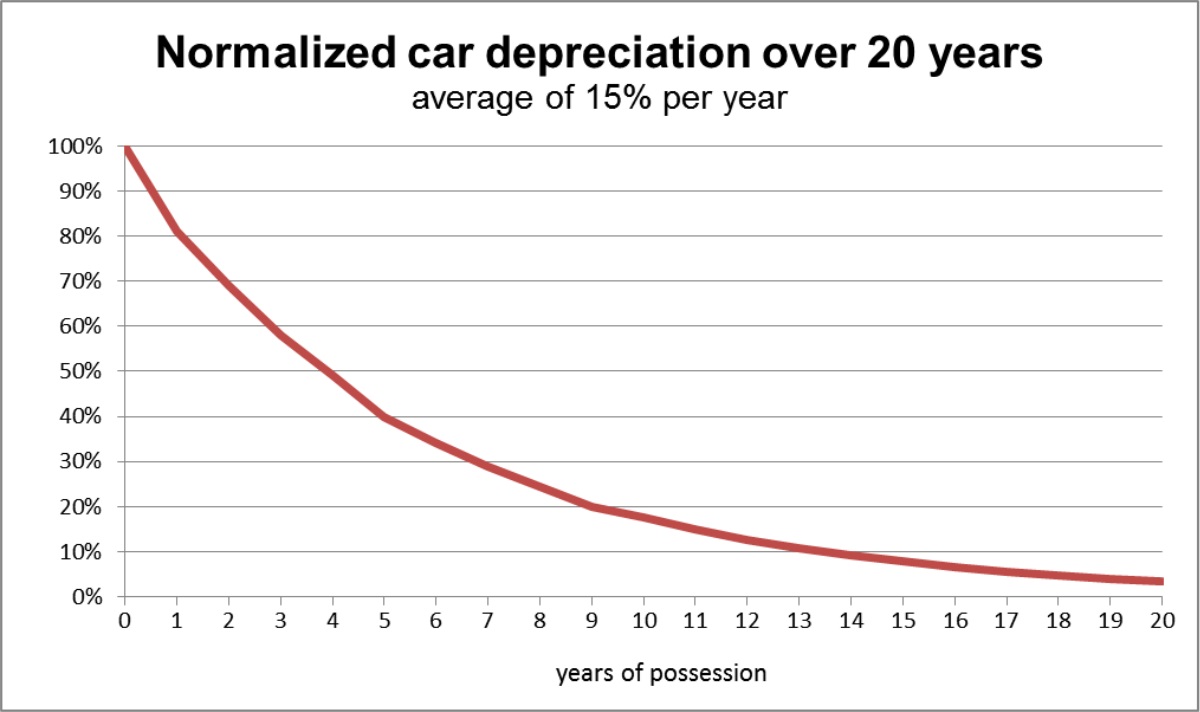 Normalized car depreciation over 20 years
average of 15% per year
100%
90%
80%
70%
60%
50%
40%
30%
20%
10%
0%
0 1 2 3 4 5 6 7 8 9 10 11 12 13 14 15 16 17 18 19 20
years of possession